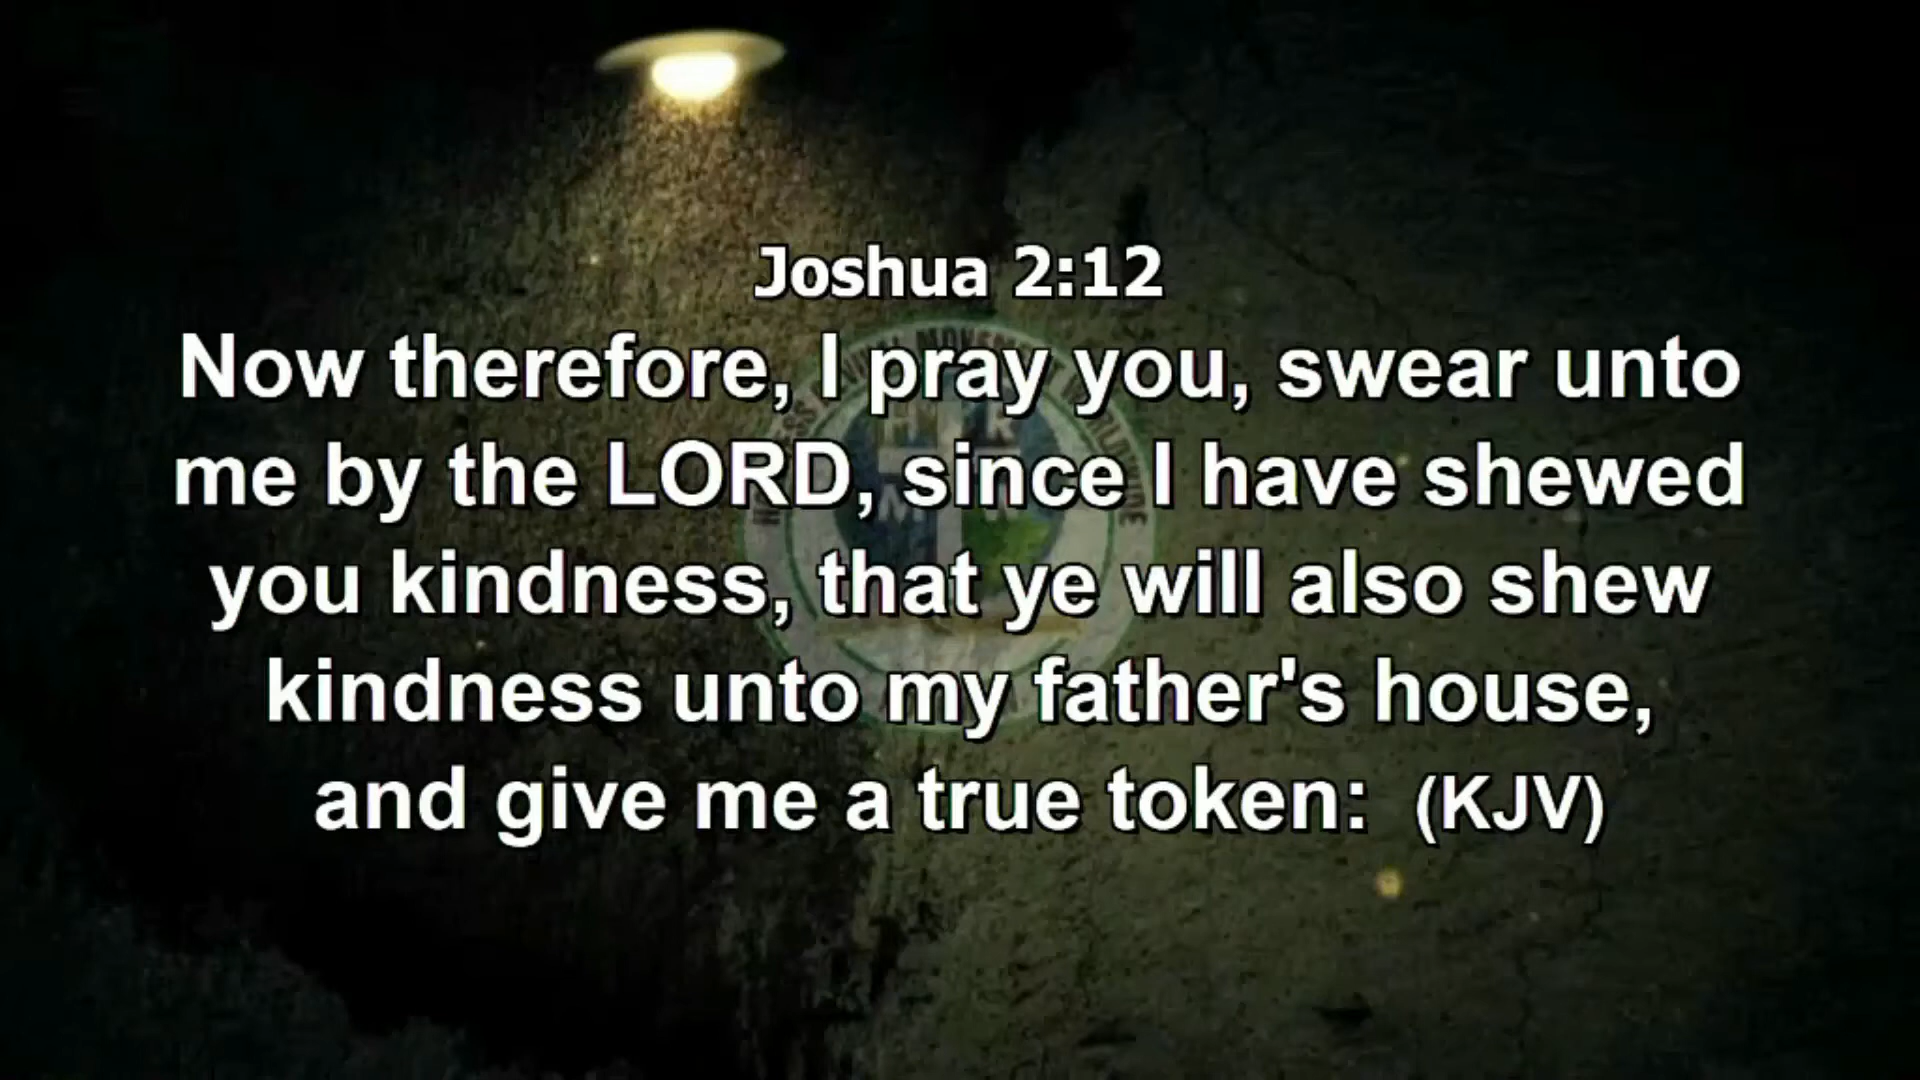 Joshua 2:12
Now therefore, I pray you, swear unto
me by the LORD, since I have shewed
you kindness, that ye will also shew
kindness unto my father's house,
and give me a true token: (KJV)